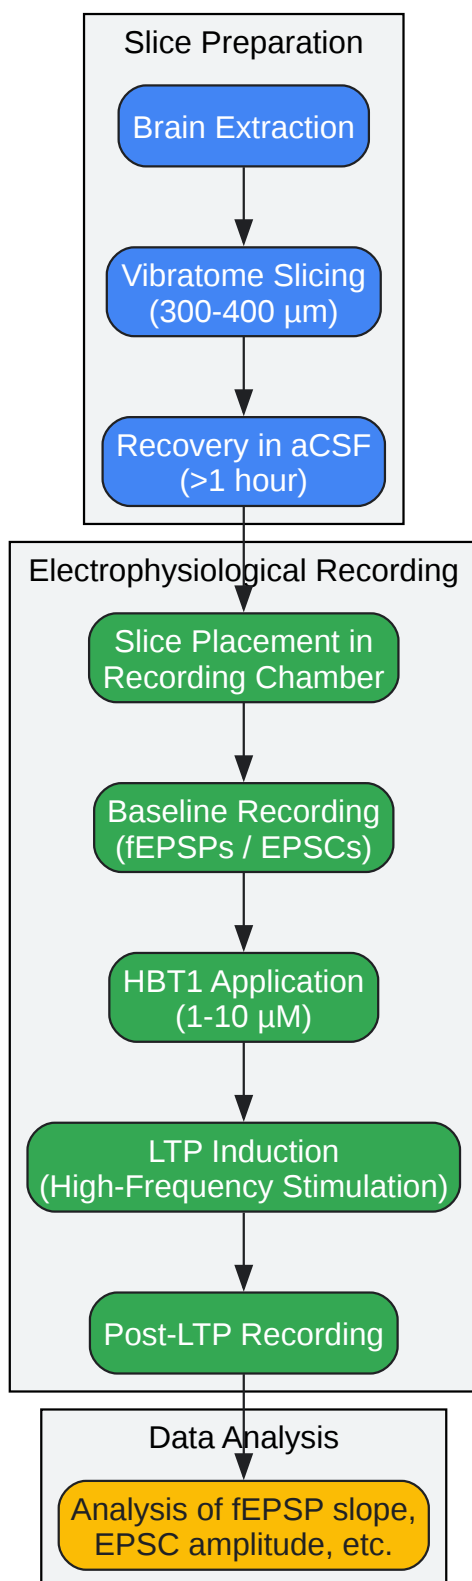 Slice Preparation
Brain Extraction
Vibratome Slicing
(300-400 µm)
Recovery in aCSF
(>1 hour)
Electrophysiological Recording
Slice Placement in
Recording Chamber
Baseline Recording
(fEPSPs / EPSCs)
HBT1 Application
(1-10 µM)
LTP Induction
(High-Frequency Stimulation)
Post-LTP Recording
Data Analysis
Analysis of fEPSP slope,
EPSC amplitude, etc.